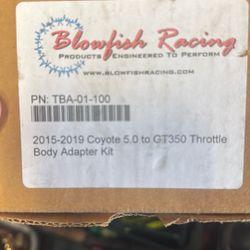 Blowfish Racing
PRODUCTS ENGINEERED TO PERFORM
WWW.BLOWFISHRACING.COM
PN: TBA-01-100
2015-2019 Coyote 5.0 to GT350 Throttle
Body Adapter Kit